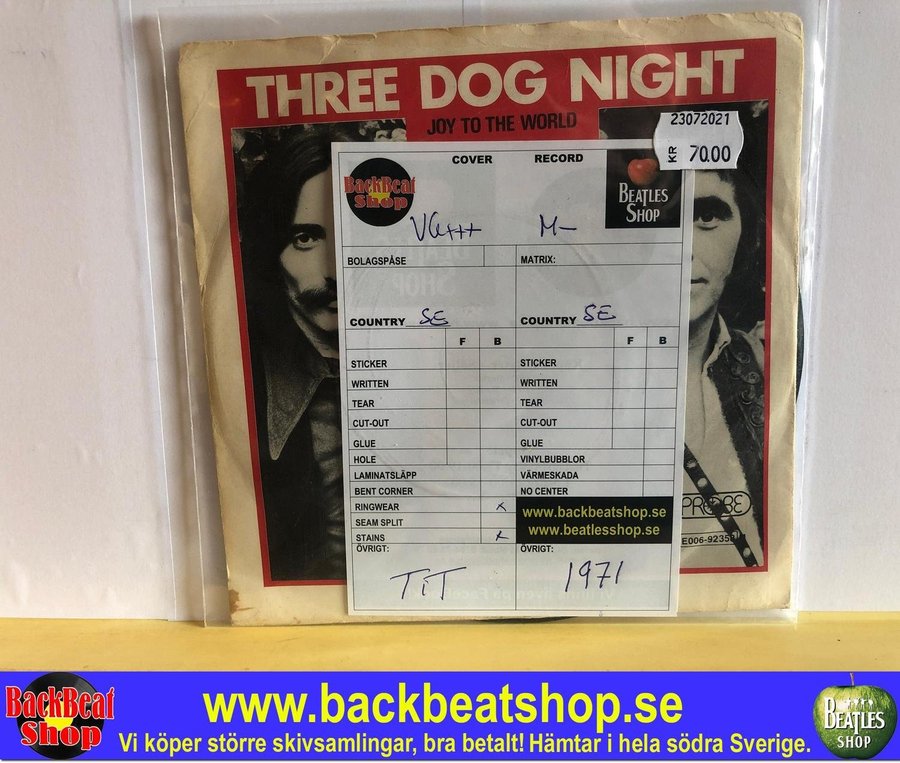 THREE DOG NIGHT
JOY TO THE WORLD
23072021
KR 70.00
COVER RECORD
BackBeat
Shop
BEATLES
SHOP
VG+++ M-
BOLAGSPÅSE MATRIX:
COUNTRY SE COUNTRY SE
F B F B
STICKER STICKER
WRITTEN WRITTEN
TEAR TEAR
CUT-OUT CUT-OUT
GLUE GLUE
HOLE VINYLBUBBLOR
LAMINATSLÄPP VÄRMESKADA
BENT CORNER NO CENTER
RINGWEAR x
SEAM SPLIT
STAINS x
www.backbeatshop.se
www.beatlesshop.se
ÖVRIGT: ÖVRIGT:
TiT 1971
PROBE
E006-9235
BackBeat
Shop
www.backbeatshop.se
Vi köper större skivsamlingar, bra betalt! Hämtar i hela södra Sverige.
BEATLES
SHOP